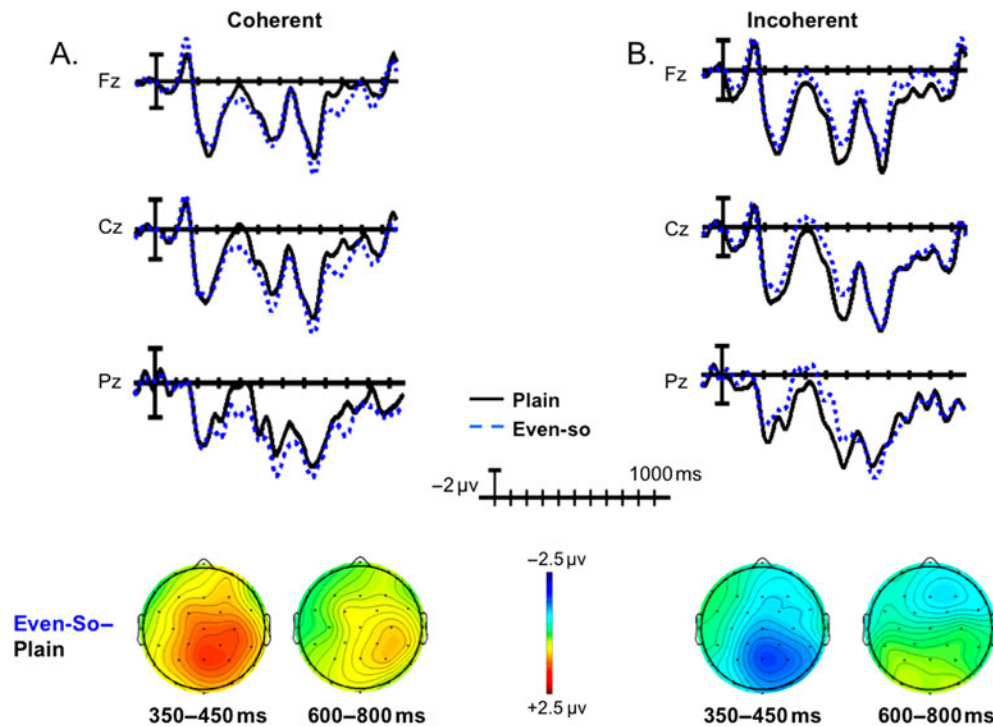 Coherent
Incoherent
A.
B.
Fz
Fz
Cz
Cz
Pz
Pz
Plain
Even-so
1000 ms
−2 µv
−2.5 µv
Even-So–
Plain
+2.5 µv
350–450 ms
600–800 ms
350–450 ms
600–800 ms